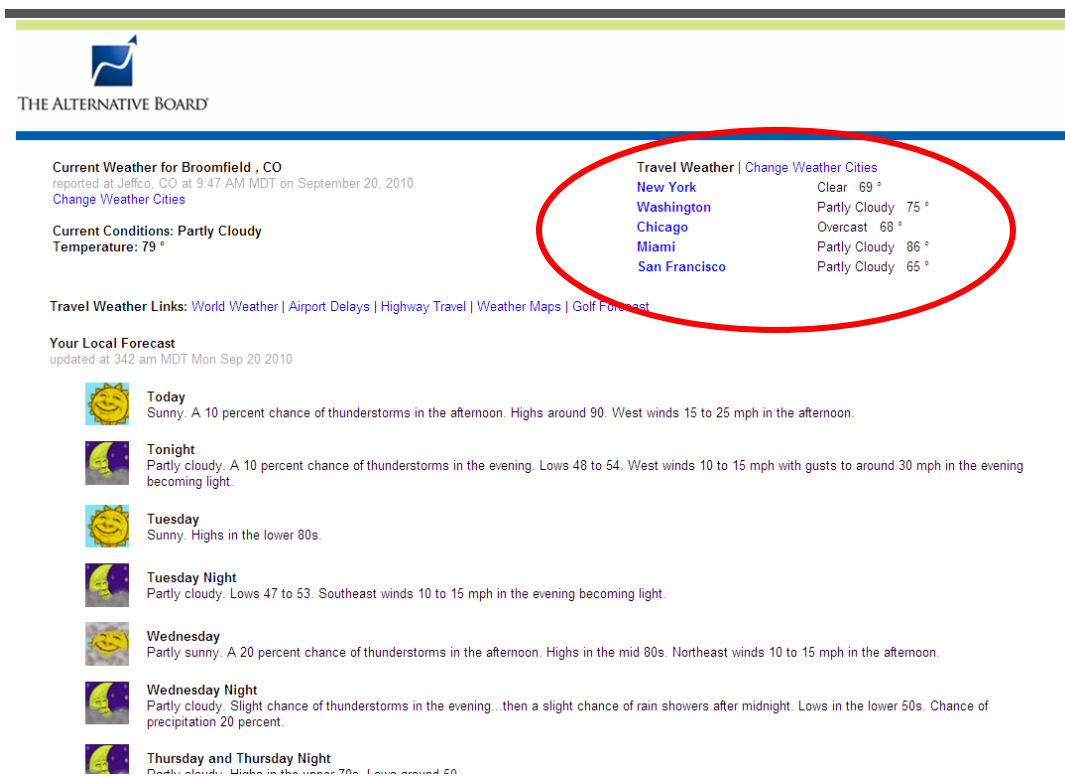 THE ALTERNATIVE BOARD®
Current Weather for Broomfield , CO
reported at Jeffco, CO at 9:47 AM MDT on September 20, 2010
Change Weather Cities
Current Conditions: Partly Cloudy
Temperature: 79 °
Travel Weather | Change Weather Cities
New York Clear 69 °
Washington Partly Cloudy 75 °
Chicago Overcast 68 °
Miami Partly Cloudy 86 °
San Francisco Partly Cloudy 65 °
Travel Weather Links: World Weather | Airport Delays | Highway Travel | Weather Maps | Golf Forecast
Your Local Forecast
updated at 342 am MDT Mon Sep 20 2010
Today
Sunny. A 10 percent chance of thunderstorms in the afternoon. Highs around 90. West winds 15 to 25 mph in the afternoon.
Tonight
Partly cloudy. A 10 percent chance of thunderstorms in the evening. Lows 48 to 54. West winds 10 to 15 mph with gusts to around 30 mph in the evening
becoming light.
Tuesday
Sunny. Highs in the lower 80s.
Tuesday Night
Partly cloudy. Lows 47 to 53. Southeast winds 10 to 15 mph in the evening becoming light.
Wednesday
Partly sunny. A 20 percent chance of thunderstorms in the afternoon. Highs in the mid 80s. Northeast winds 10 to 15 mph in the afternoon.
Wednesday Night
Partly cloudy. Slight chance of thunderstorms in the evening...then a slight chance of rain showers after midnight. Lows in the lower 50s. Chance of
precipitation 20 percent.
Thursday and Thursday Night
Partly cloudy. Highs in the upper 70s. Lows around 50.